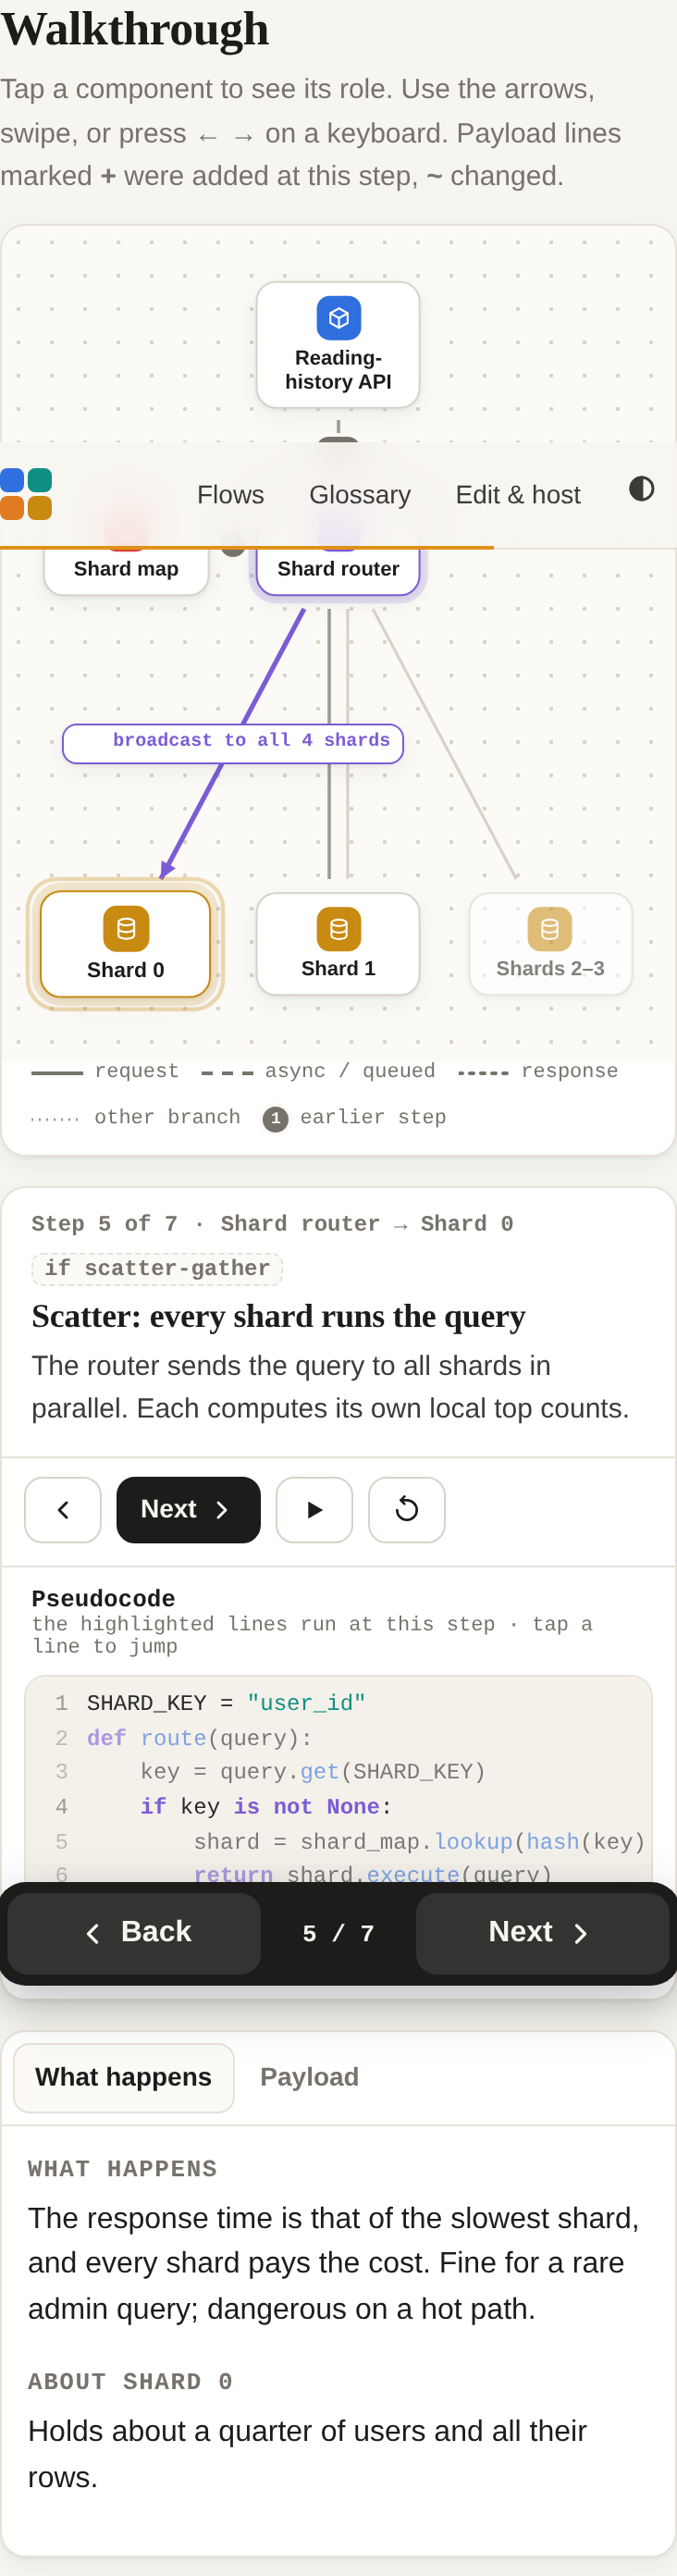 Walkthrough
Tap a component to see its role. Use the arrows,
swipe, or press ← → on a keyboard. Payload lines
marked + were added at this step, ~ changed.
Reading-
history API
Flows
Glossary
Edit & host
Shard map
Shard router
broadcast to all 4 shards
Shard 0
Shard 1
Shards 2–3
request
async / queued
response
other branch
1
earlier step
Step 5 of 7 · Shard router → Shard 0
if scatter-gather
Scatter: every shard runs the query
The router sends the query to all shards in
parallel. Each computes its own local top counts.
Next
Pseudocode
the highlighted lines run at this step · tap a
line to jump
1 SHARD_KEY = "user_id"
2 def route(query):
3     key = query.get(SHARD_KEY)
4     if key is not None:
5         shard = shard_map.lookup(hash(key)
6         return shard.execute(query)
Back
5 / 7
Next
What happens
Payload
WHAT HAPPENS
The response time is that of the slowest shard,
and every shard pays the cost. Fine for a rare
admin query; dangerous on a hot path.
ABOUT SHARD 0
Holds about a quarter of users and all their
rows.